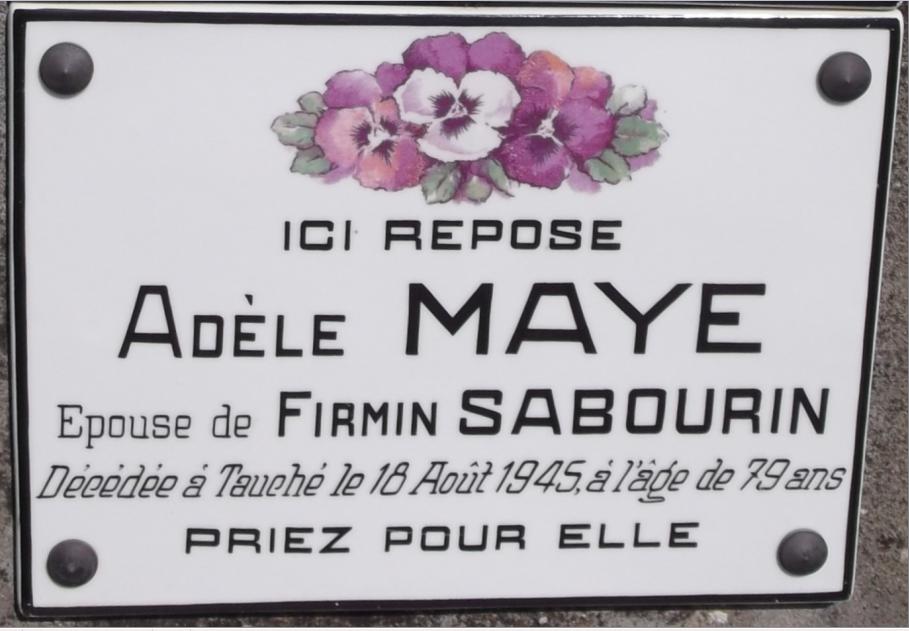 ICI REPOSE
ADÈLE MAYE
Epouse de FIRMIN SABOURIN
Décédée à Tauché le 18 Août 1945, à l'âge de 79 ans
PRIEZ POUR ELLE